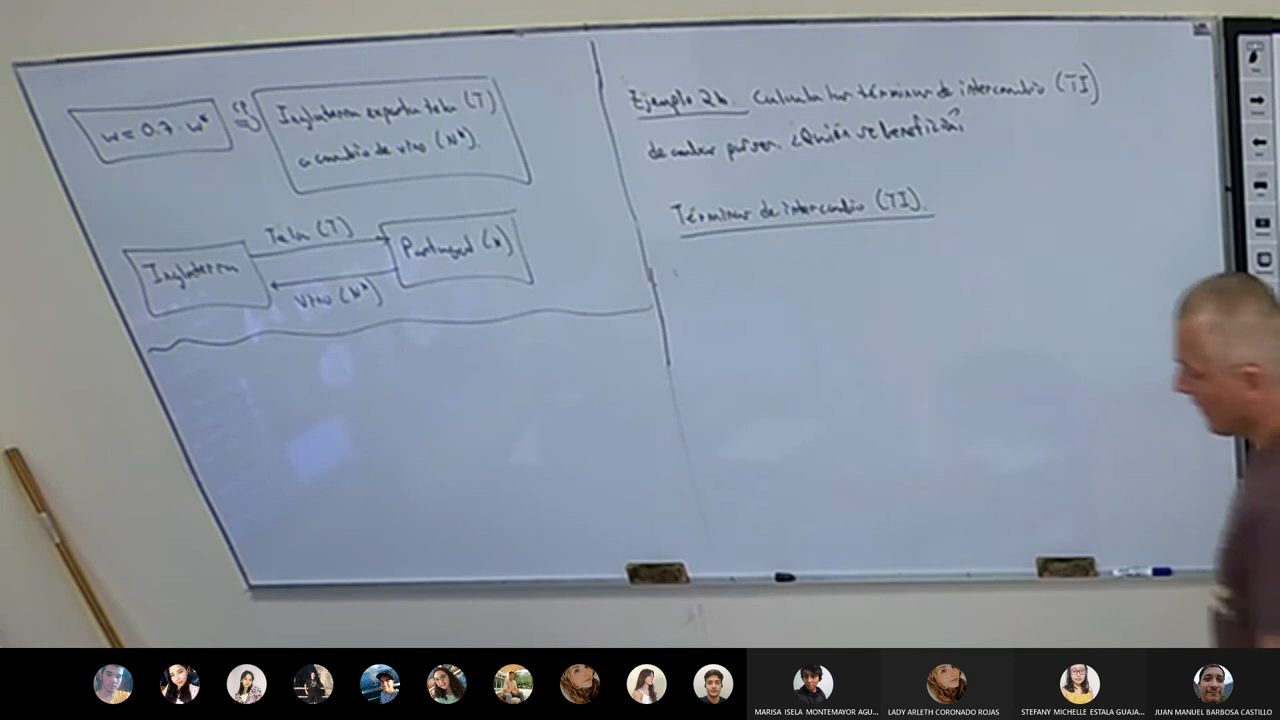 w = 0.7 · w*
⇒
Inglaterra exporta tela (T)
a cambio de vino (N*).
Tela (T)
Inglaterra
Portugal (*)
Vino (N*)
Ejemplo 2b. Calcula los términos de intercambio (TI)
de ambos países. ¿Quién se beneficia?
Términos de intercambio (TI).
MARISA ISELA MONTEMAYOR AGU...
LADY ARLETH CORONADO ROJAS
STEFANY MICHELLE ESTALA GUAJA...
JUAN MANUEL BARBOSA CASTILLO